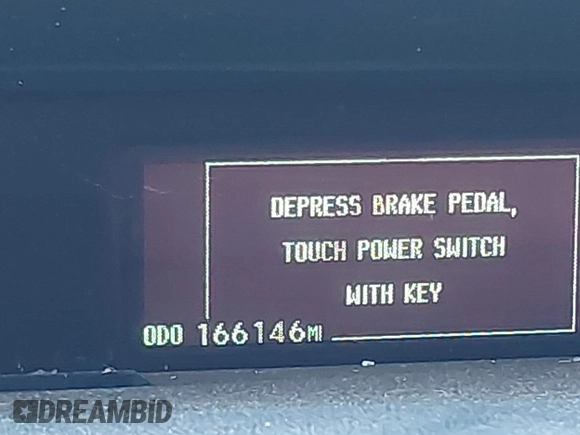 DEPRESS BRAKE PEDAL,
TOUCH POWER SWITCH
WITH KEY
ODO 166146MI
DREAMBID